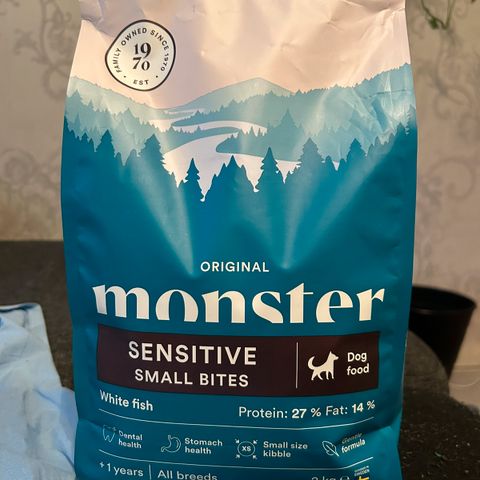 FAMILY OWNED SINCE 1970
19
70
EST
ORIGINAL
monster
SENSITIVE
SMALL BITES
Dog
food
White fish
Protein: 27 % Fat: 14 %
Dental
health
Stomach
health
XS
Small size
kibble
Gentle
formula
+1 years | All breeds